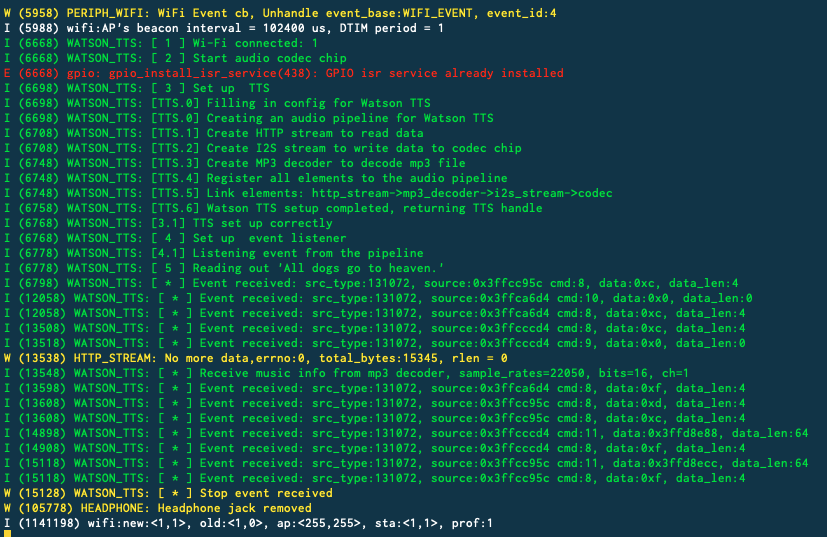 W (5958) PERIPH_WIFI: WiFi Event cb, Unhandle event_base:WIFI_EVENT, event_id:4
I (5988) wifi:AP's beacon interval = 102400 us, DTIM period = 1
I (6668) WATSON_TTS: [ 1 ] Wi-Fi connected: 1
I (6668) WATSON_TTS: [ 2 ] Start audio codec chip
E (6668) gpio: gpio_install_isr_service(438): GPIO isr service already installed
I (6698) WATSON_TTS: [ 3 ] Set up  TTS
I (6698) WATSON_TTS: [TTS.0] Filling in config for Watson TTS
I (6698) WATSON_TTS: [TTS.0] Creating an audio pipeline for Watson TTS
I (6708) WATSON_TTS: [TTS.1] Create HTTP stream to read data
I (6708) WATSON_TTS: [TTS.2] Create I2S stream to write data to codec chip
I (6748) WATSON_TTS: [TTS.3] Create MP3 decoder to decode mp3 file
I (6748) WATSON_TTS: [TTS.4] Register all elements to the audio pipeline
I (6748) WATSON_TTS: [TTS.5] Link elements: http_stream->mp3_decoder->i2s_stream->codec
I (6758) WATSON_TTS: [TTS.6] Watson TTS setup completed, returning TTS handle
I (6768) WATSON_TTS: [3.1] TTS set up correctly
I (6768) WATSON_TTS: [ 4 ] Set up  event listener
I (6778) WATSON_TTS: [4.1] Listening event from the pipeline
I (6778) WATSON_TTS: [ 5 ] Reading out 'All dogs go to heaven.'
I (6798) WATSON_TTS: [ * ] Event received: src_type:131072, source:0x3ffcc95c cmd:8, data:0xc, data_len:4
I (12058) WATSON_TTS: [ * ] Event received: src_type:131072, source:0x3ffca6d4 cmd:10, data:0x0, data_len:0
I (12058) WATSON_TTS: [ * ] Event received: src_type:131072, source:0x3ffca6d4 cmd:8, data:0xc, data_len:4
I (13508) WATSON_TTS: [ * ] Event received: src_type:131072, source:0x3ffcccd4 cmd:8, data:0xc, data_len:4
I (13518) WATSON_TTS: [ * ] Event received: src_type:131072, source:0x3ffcccd4 cmd:9, data:0x0, data_len:0
W (13538) HTTP_STREAM: No more data,errno:0, total_bytes:15345, rlen = 0
I (13548) WATSON_TTS: [ * ] Receive music info from mp3 decoder, sample_rates=22050, bits=16, ch=1
I (13598) WATSON_TTS: [ * ] Event received: src_type:131072, source:0x3ffca6d4 cmd:8, data:0xf, data_len:4
I (13608) WATSON_TTS: [ * ] Event received: src_type:131072, source:0x3ffcc95c cmd:8, data:0xd, data_len:4
I (13608) WATSON_TTS: [ * ] Event received: src_type:131072, source:0x3ffcc95c cmd:8, data:0xc, data_len:4
I (14898) WATSON_TTS: [ * ] Event received: src_type:131072, source:0x3ffcccd4 cmd:11, data:0x3ffd8e88, data_len:64
I (14908) WATSON_TTS: [ * ] Event received: src_type:131072, source:0x3ffcccd4 cmd:8, data:0xf, data_len:4
I (15118) WATSON_TTS: [ * ] Event received: src_type:131072, source:0x3ffcc95c cmd:11, data:0x3ffd8ecc, data_len:64
I (15118) WATSON_TTS: [ * ] Event received: src_type:131072, source:0x3ffcc95c cmd:8, data:0xf, data_len:4
W (15128) WATSON_TTS: [ * ] Stop event received
W (105778) HEADPHONE: Headphone jack removed
I (1141198) wifi:new:<1,1>, old:<1,0>, ap:<255,255>, sta:<1,1>, prof:1